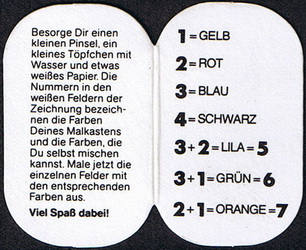 Besorge Dir einen
kleinen Pinsel, ein
kleines Töpfchen mit
Wasser und etwas
weißes Papier. Die
Nummern in den
weißen Feldern der
Zeichnung bezeich-
nen die Farben
Deines Malkastens
und die Farben, die
Du selbst mischen
kannst. Male jetzt die
einzelnen Felder mit
den entsprechenden
Farben aus.
Viel Spaß dabei!
1=GELB
2=ROT
3=BLAU
4=SCHWARZ
3+2=LILA=5
3+1=GRÜN=6
2+1=ORANGE=7